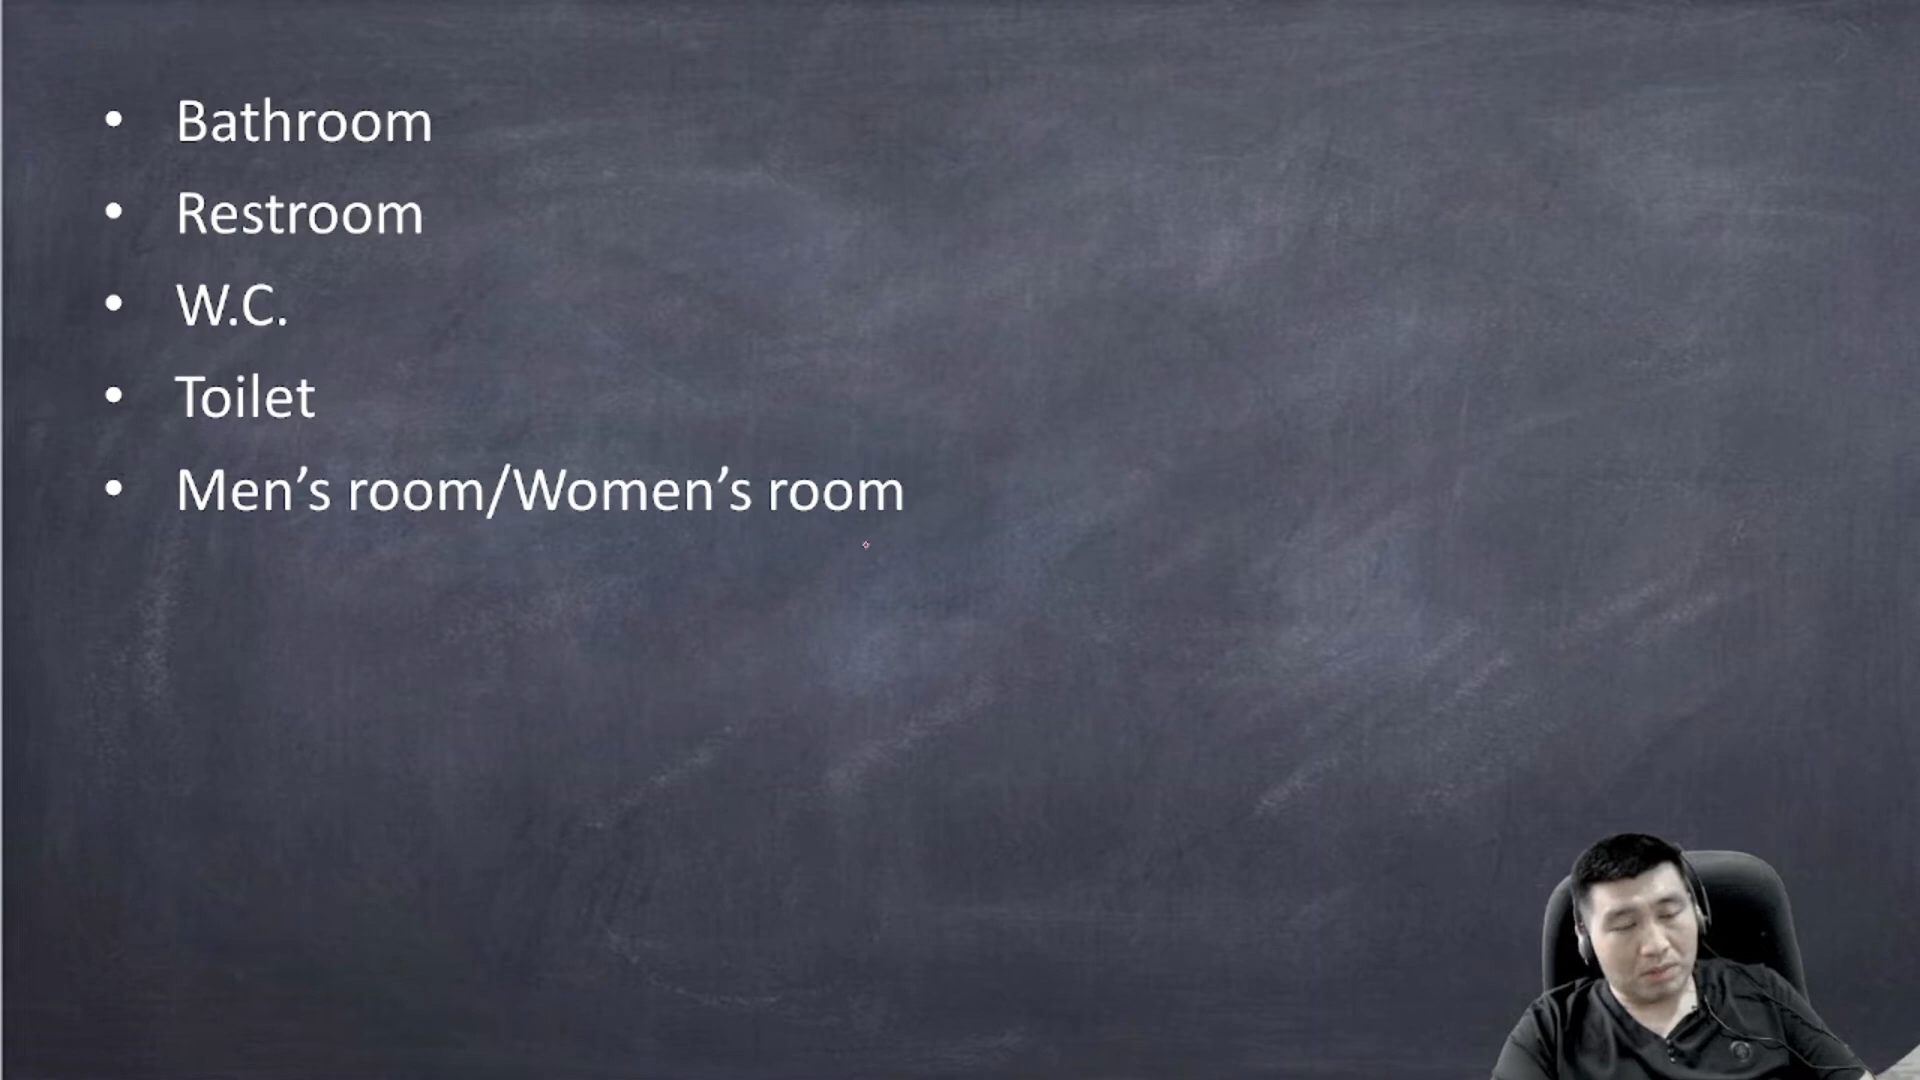 • Bathroom
• Restroom
• W.C.
• Toilet
• Men’s room/Women’s room